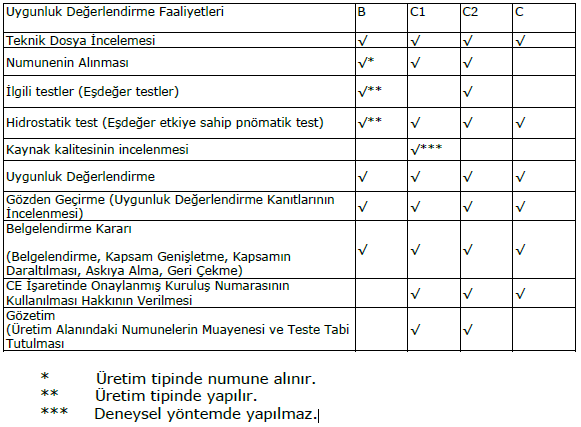 Uygunluk Değerlendirme Faaliyetleri B C1 C2 C
Teknik Dosya İncelemesi √ √ √ √
Numunenin Alınması √* √ √
İlgili testler (Eşdeğer testler) √** √
Hidrostatik test (Eşdeğer etkiye sahip pnömatik test) √** √ √ √
Kaynak kalitesinin incelenmesi √***
Uygunluk Değerlendirme √ √ √ √
Gözden Geçirme (Uygunluk Değerlendirme Kanıtlarının
İncelenmesi) √ √ √ √
Belgelendirme Kararı
(Belgelendirme, Kapsam Genişletme, Kapsamın
Daraltılması, Askıya Alma, Geri Çekme) √ √ √ √
CE İşaretinde Onaylanmış Kuruluş Numarasının
Kullanılması Hakkının Verilmesi √ √ √
Gözetim
(Üretim Alanındaki Numunelerin Muayenesi ve Teste Tabi
Tutulması √ √
* Üretim tipinde numune alınır.
** Üretim tipinde yapılır.
*** Deneysel yöntemde yapılmaz.